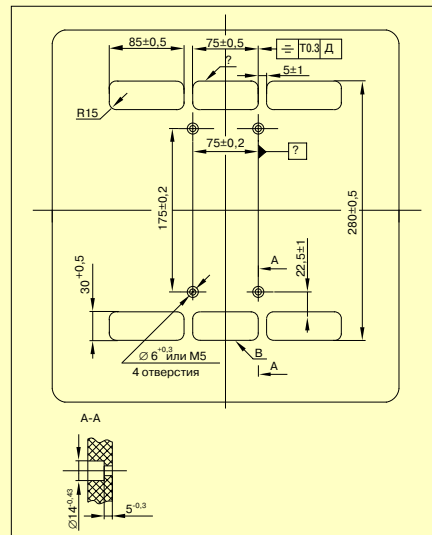 85±0,5
75±0,5
T0.3 Д
?
5±1
R15
75±0,2
?
175±0,2
280±0,5
A
22,5±1
30+0,5
B
Ø 6+0,3 или М5
4 отверстия
A
А-А
Ø14-0,43
5-0,3